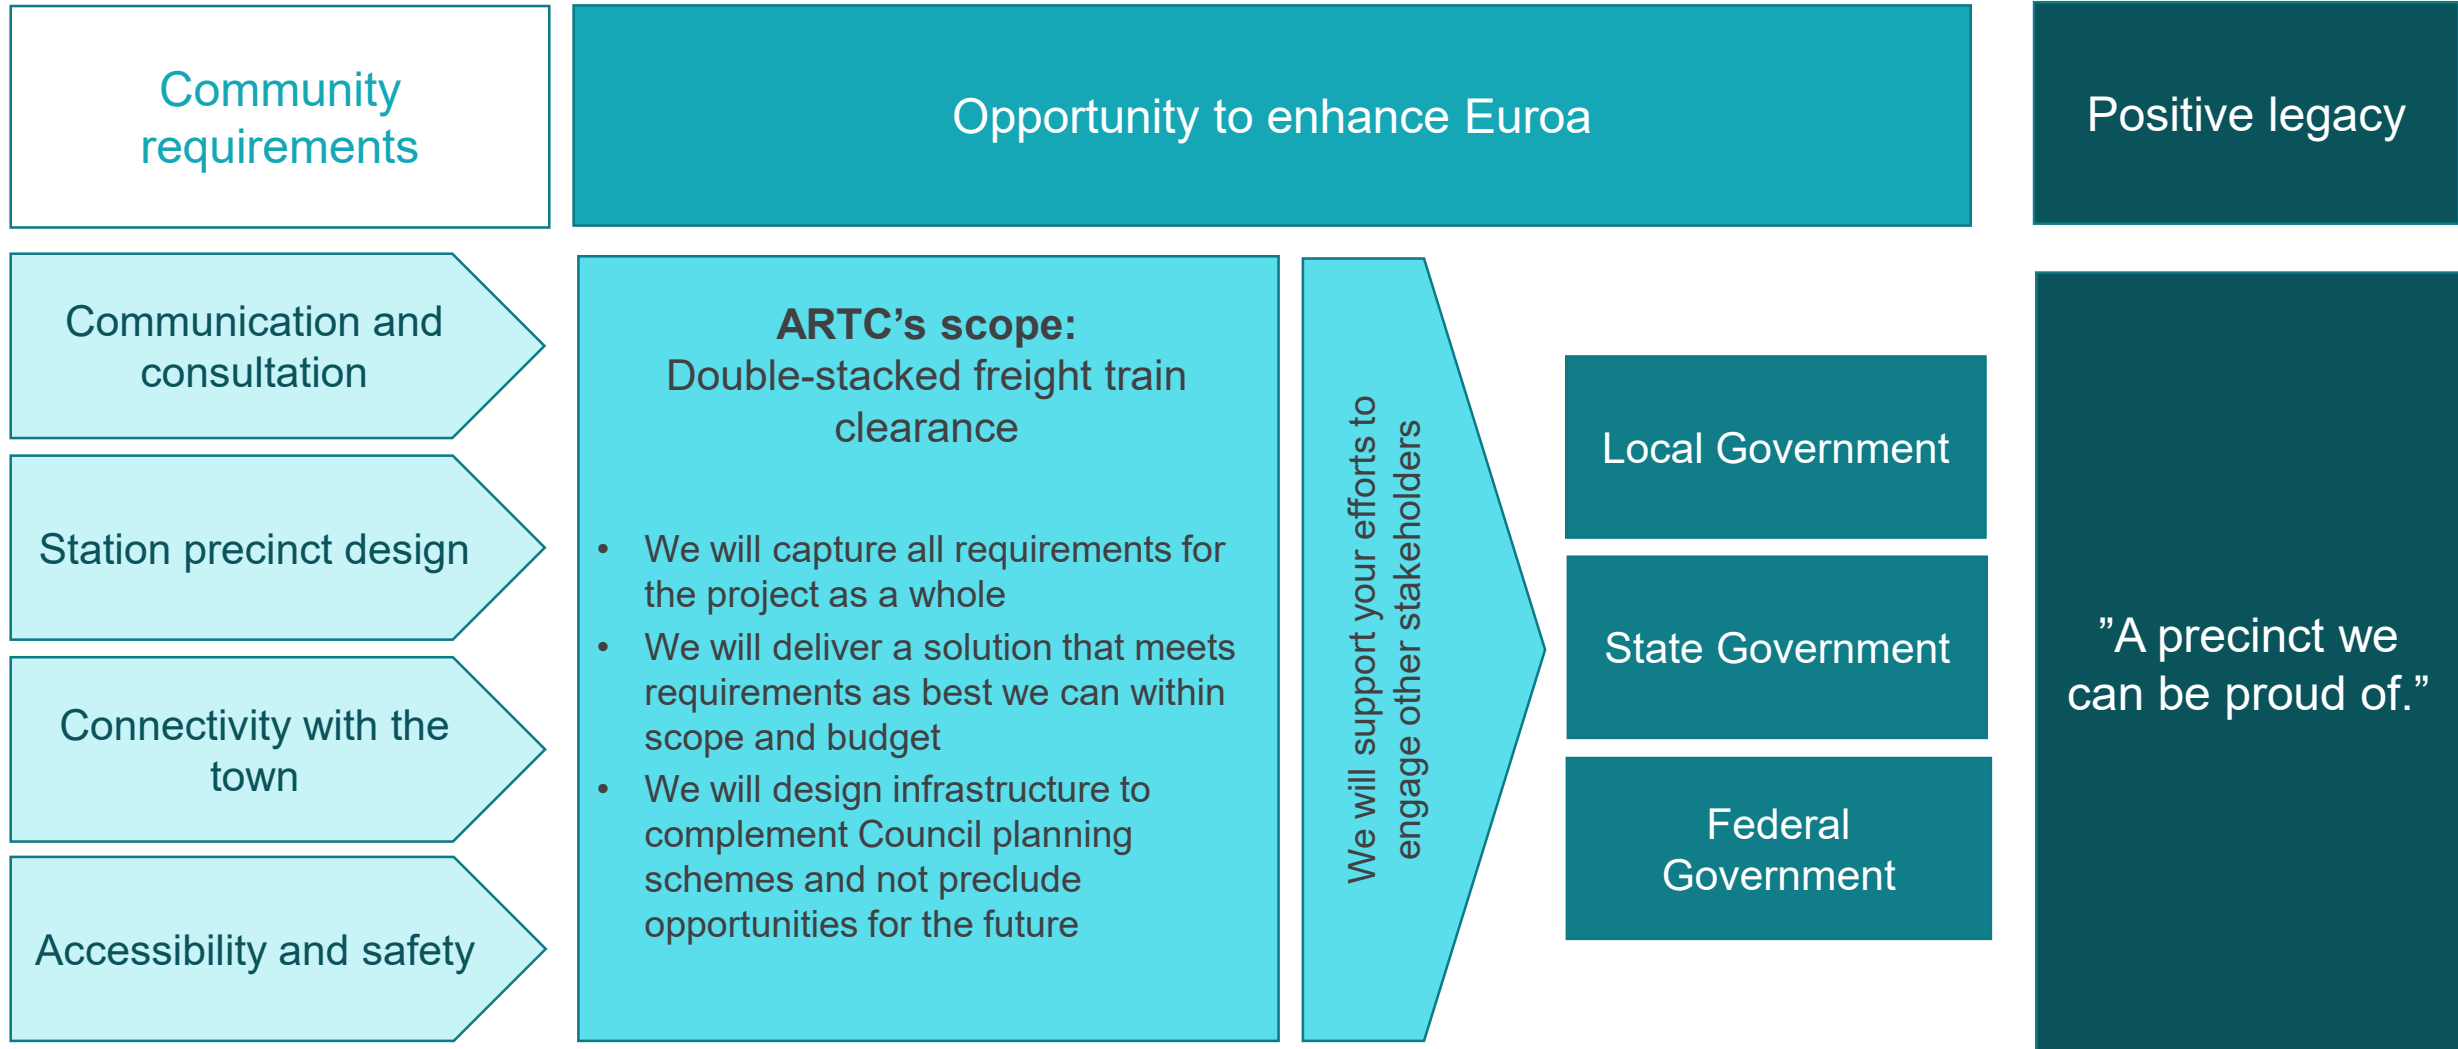 Community
requirements
Opportunity to enhance Euroa
Positive legacy
Communication and
consultation
Station precinct design
Connectivity with the
town
Accessibility and safety
ARTC’s scope:
Double-stacked freight train
clearance
• We will capture all requirements for
the project as a whole
• We will deliver a solution that meets
requirements as best we can within
scope and budget
• We will design infrastructure to
complement Council planning
schemes and not preclude
opportunities for the future
We will support your efforts to
engage other stakeholders
Local Government
State Government
Federal
Government
”A precinct we
can be proud of.”